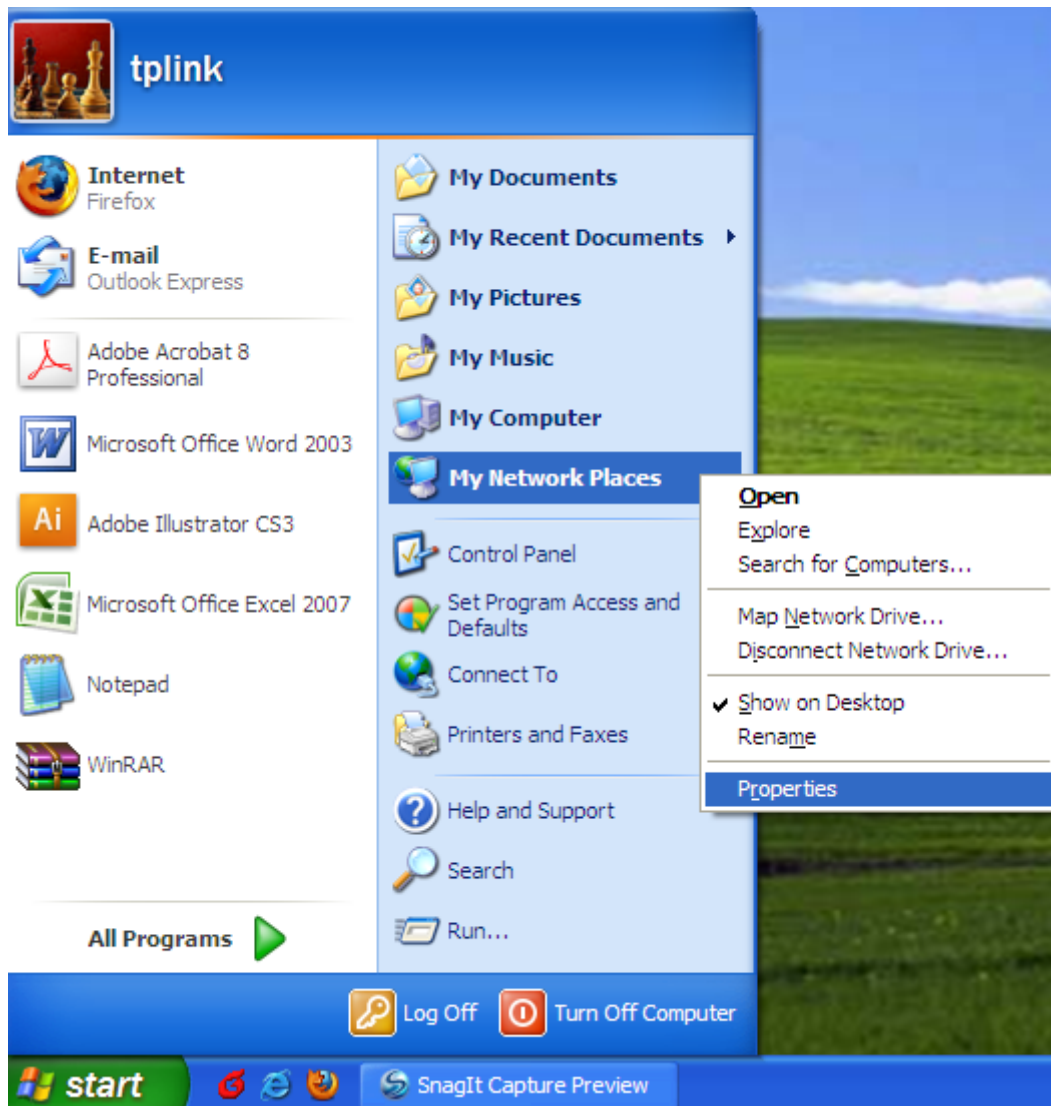 tplink
Internet
Firefox
E-mail
Outlook Express
Adobe Acrobat 8
Professional
Microsoft Office Word 2003
Ai Adobe Illustrator CS3
Microsoft Office Excel 2007
Notepad
WinRAR
All Programs
My Documents
My Recent Documents
My Pictures
My Music
My Computer
My Network Places
Control Panel
Set Program Access and
Defaults
Connect To
Printers and Faxes
Help and Support
Search
Run...
Open
Explore
Search for Computers...
Map Network Drive...
Disconnect Network Drive...
Show on Desktop
Rename
Properties
Log Off
Turn Off Computer
start
SnagIt Capture Preview